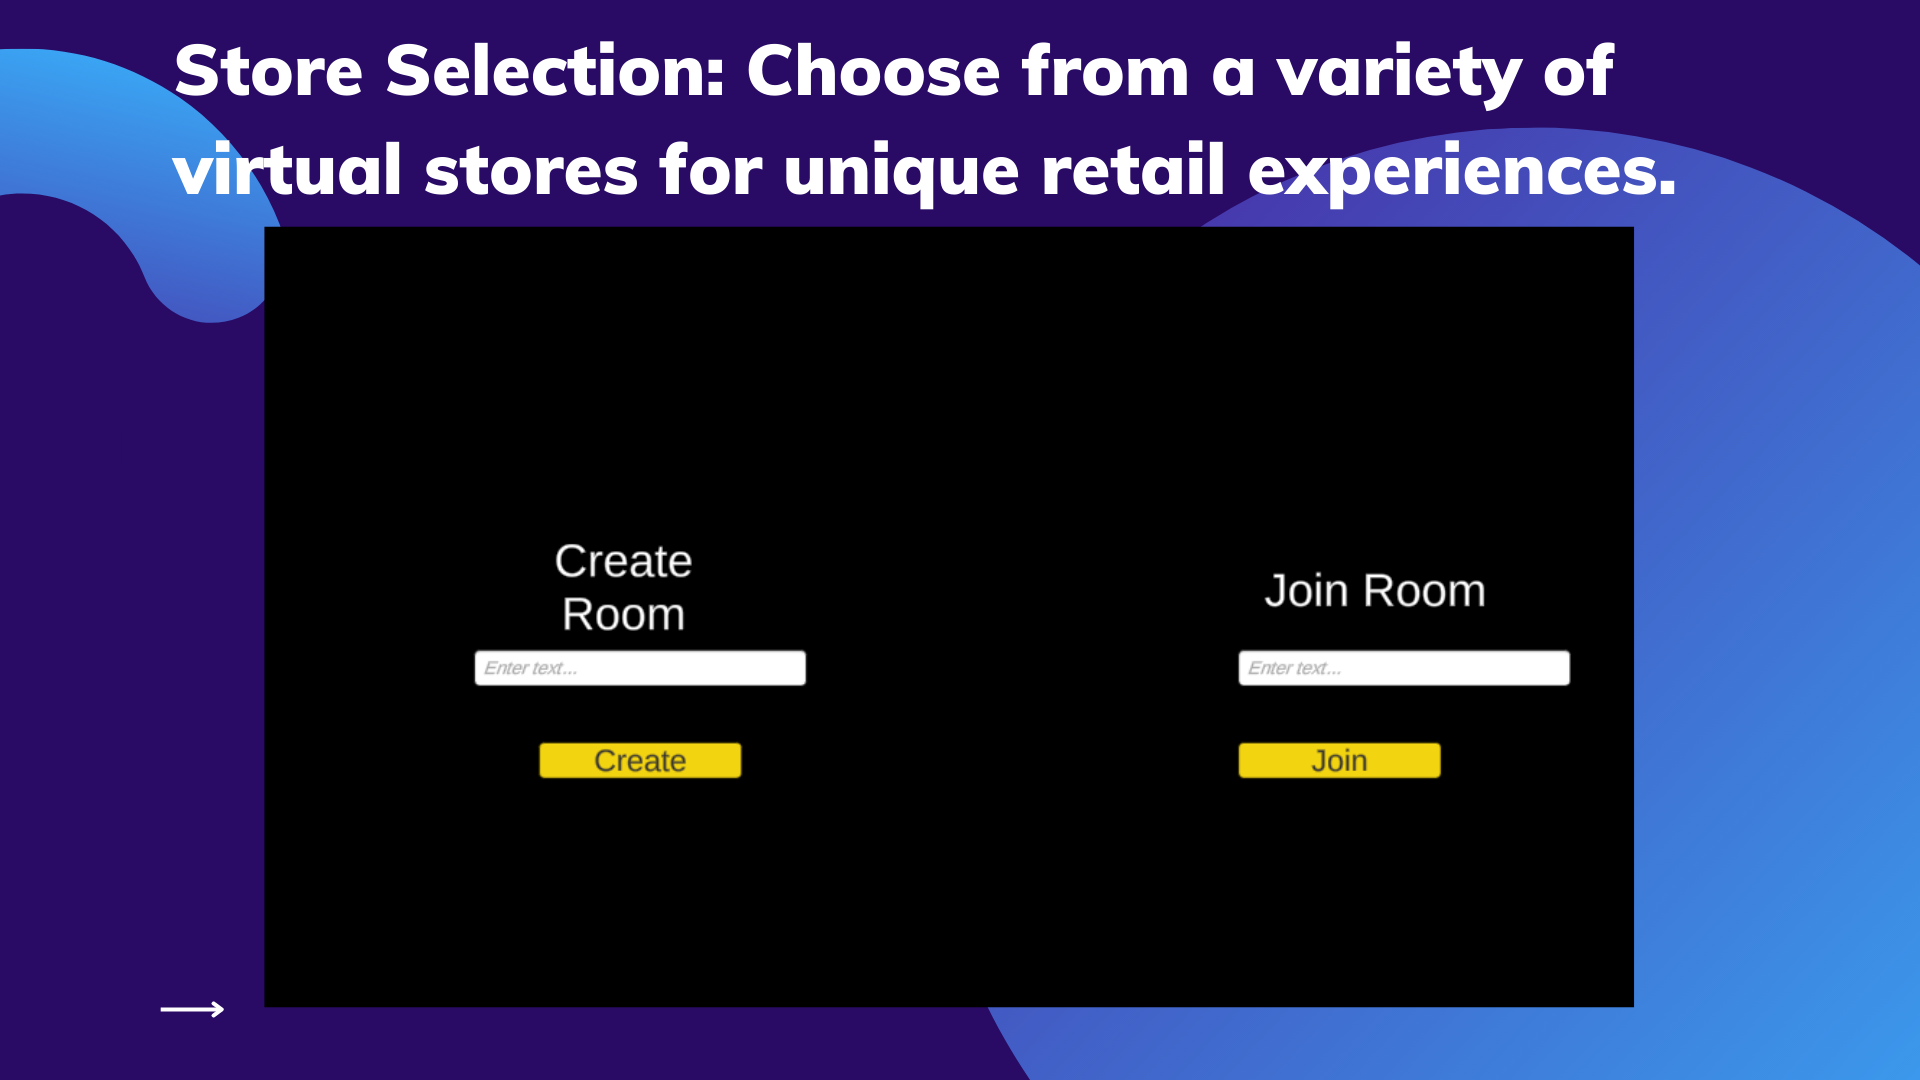 Store Selection: Choose from a variety of
virtual stores for unique retail experiences.
Create
Room
Enter text...
Create
Join Room
Enter text...
Join